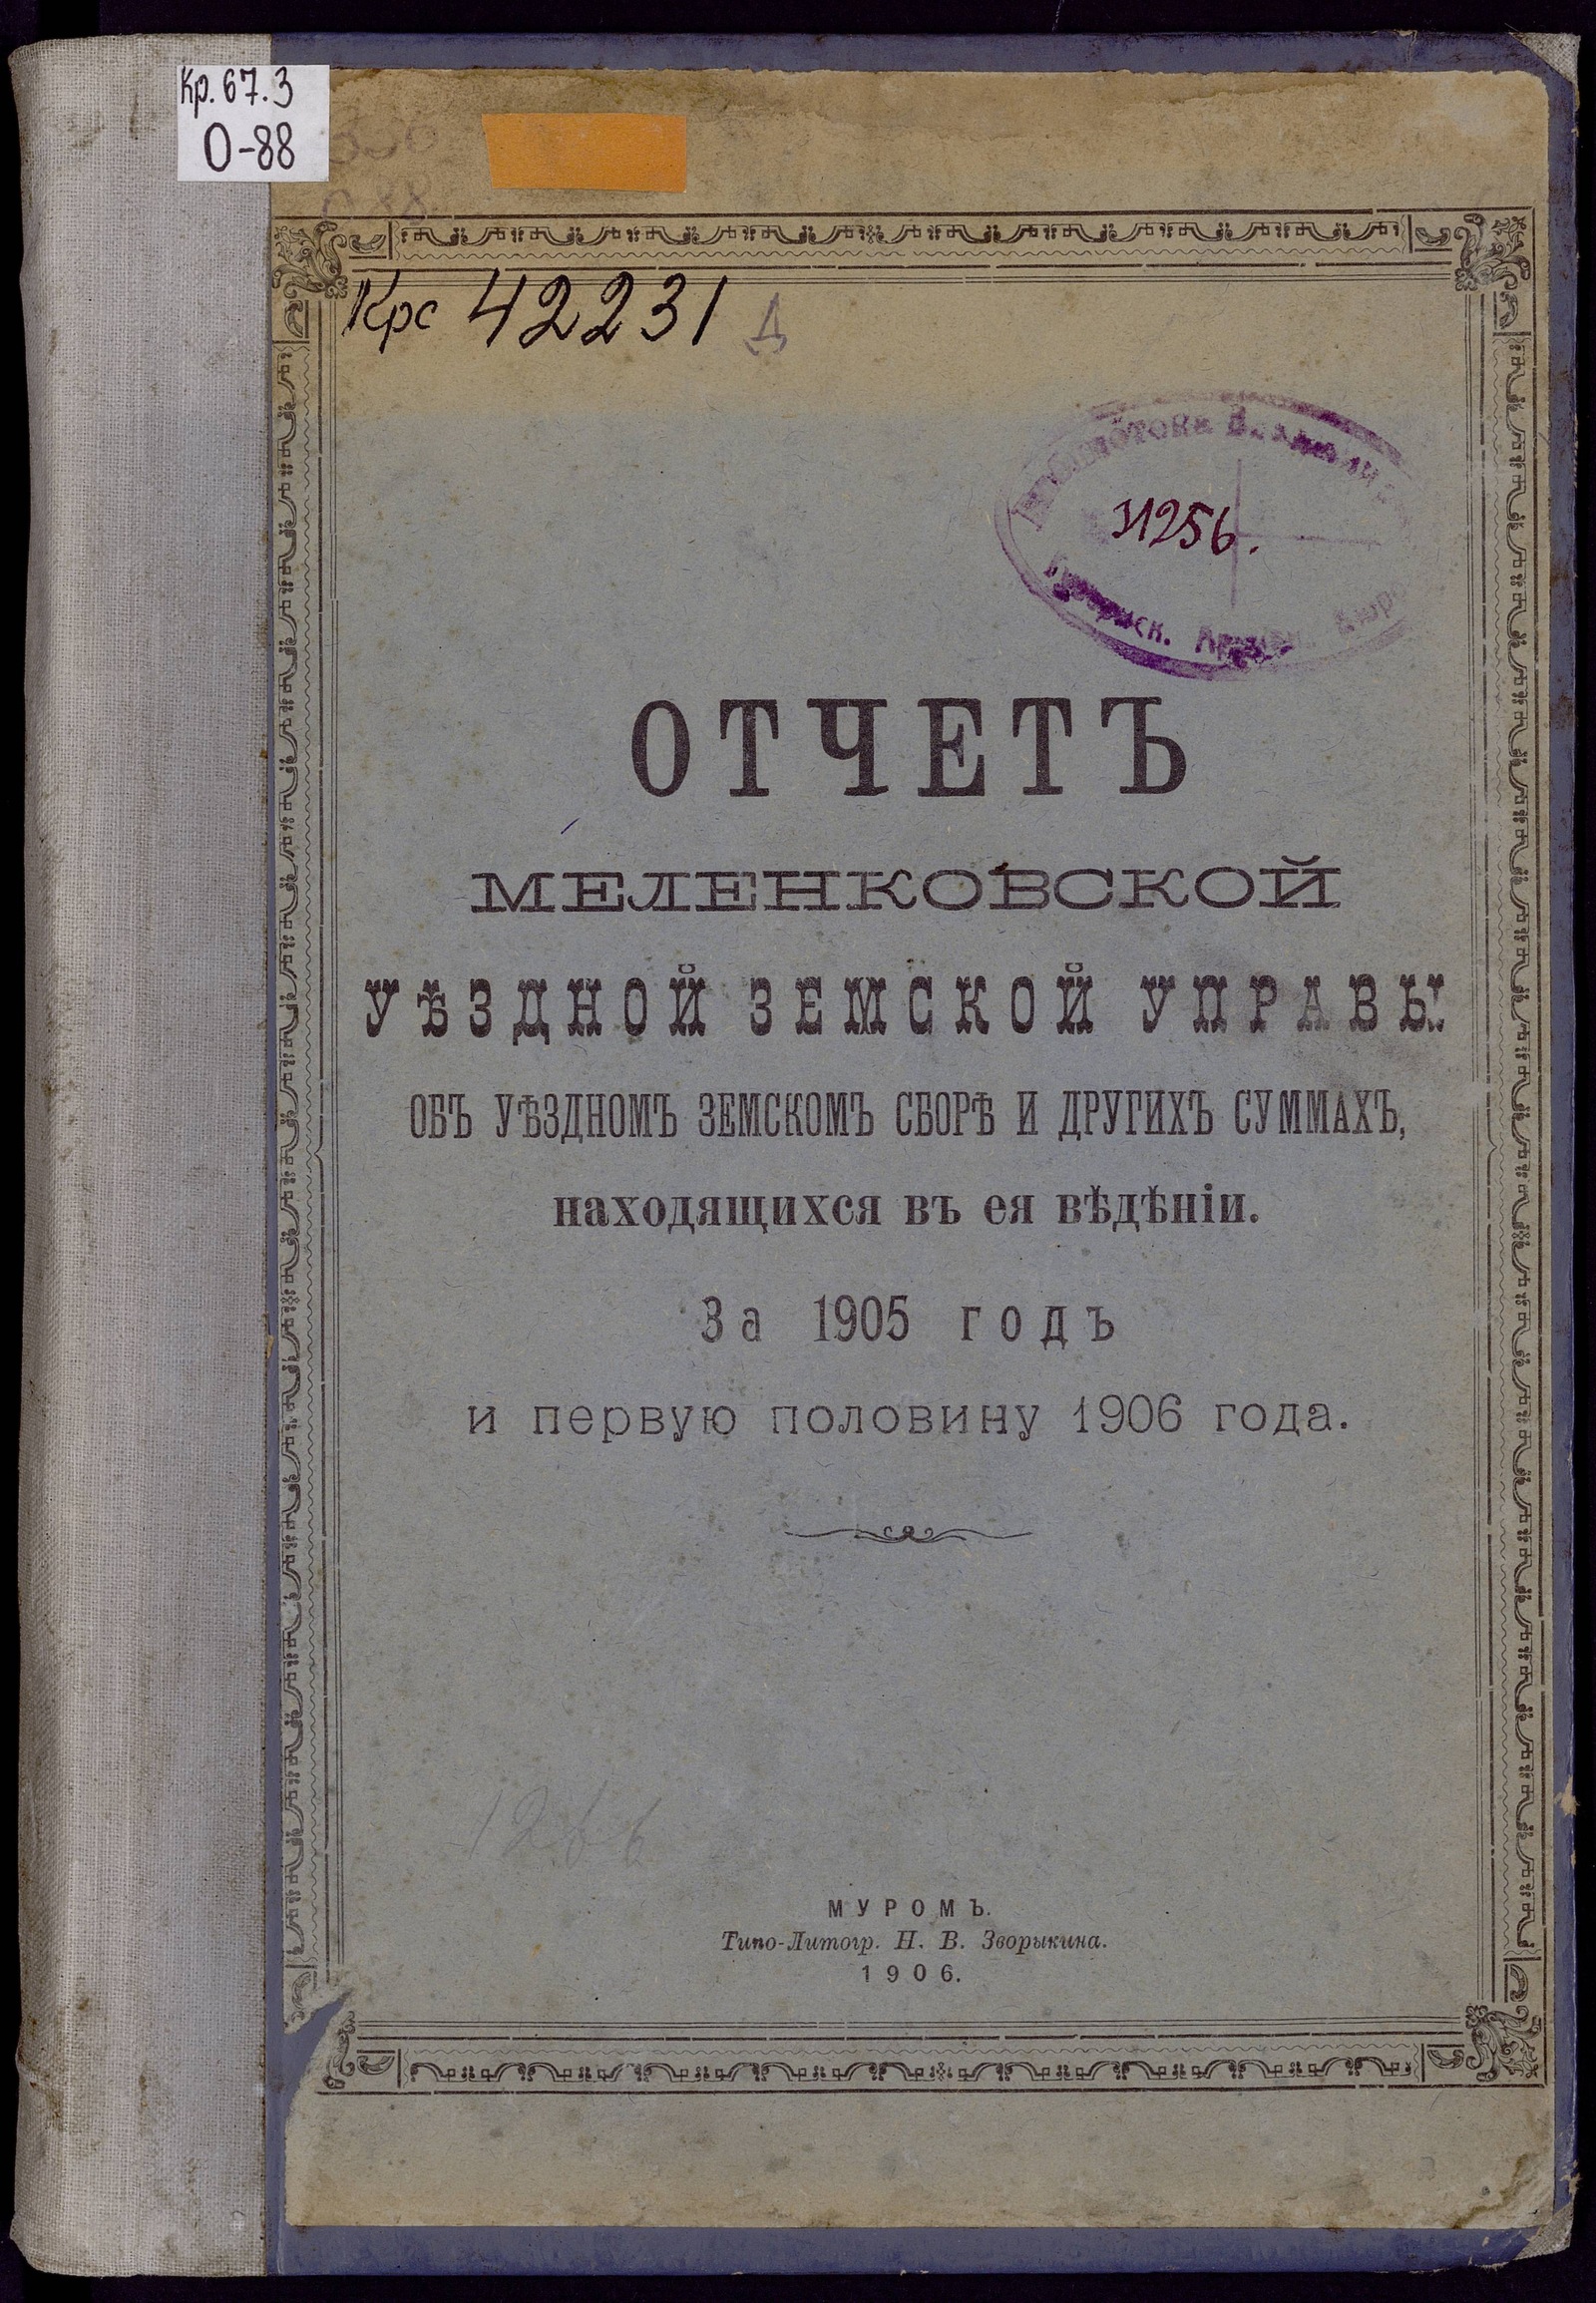 Кр. 67.3
О-88
Крс 42231 Д
31256.
ОТЧЕТЪ
МЕЛЕНКОВСКОЙ
УѢЗДНОЙ ЗЕМСКОЙ УПРАВЫ
ОБЪ УѢЗДНОМЪ ЗЕМСКОМЪ СБОРѢ И ДРУГИХЪ СУММАХЪ,
находящихся въ ея вѣдѣніи.
За 1905 годъ
и первую половину 1906 года.
МУРОМЪ.
Типо-Литогр. Н. В. Зворыкина.
1906.